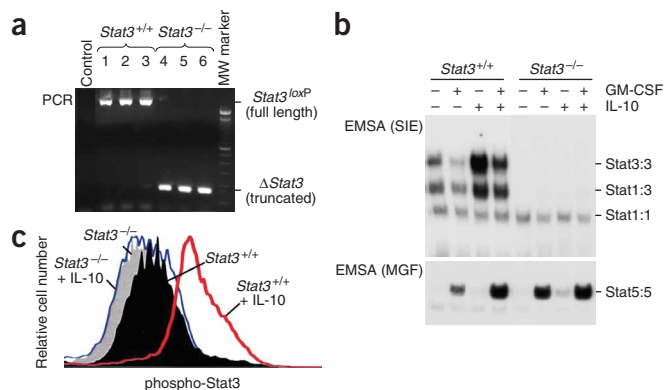 a
Stat3+/+ Stat3−/−
Control
1 2 3 4 5 6
MW marker
PCR
Stat3loxP
(full length)
ΔStat3
(truncated)
b
Stat3+/+ Stat3−/−
− + − + − + − + GM-CSF
− − + + − − + + IL-10
EMSA (SIE)
Stat3:3
Stat1:3
Stat1:1
EMSA (MGF)
Stat5:5
c
Relative cell number
Stat3−/−
Stat3−/−
+ IL-10
Stat3+/+
Stat3+/+
+ IL-10
phospho-Stat3